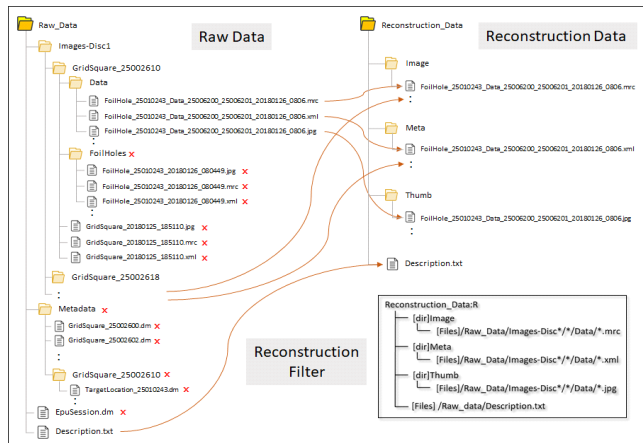 Raw_Data
Raw Data
Images-Disc1
GridSquare_25002610
Data
FoilHole_25010243_Data_25006200_25006201_20180126_0806.mrc
FoilHole_25010243_Data_25006200_25006201_20180126_0806.xml
FoilHole_25010243_Data_25006200_25006201_20180126_0806.jpg
:
FoilHoles x
FoilHole_25010243_20180126_080449.jpg x
FoilHole_25010243_20180126_080449.mrc x
FoilHole_25010243_20180126_080449.xml x
:
GridSquare_20180125_185110.jpg x
GridSquare_20180125_185110.mrc x
GridSquare_20180125_185110.xml x
GridSquare_25002618
:
Metadata x
GridSquare_25002600.dm x
GridSquare_25002602.dm x
:
GridSquare_25002610 x
TargetLocation_25010243.dm x
:
EpuSession.dm x
Description.txt
Reconstruction
Filter
Reconstruction_Data
Reconstruction Data
Image
FoilHole_25010243_Data_25006200_25006201_20180126_0806.mrc
:
Meta
FoilHole_25010243_Data_25006200_25006201_20180126_0806.xml
:
Thumb
FoilHole_25010243_Data_25006200_25006201_20180126_0806.jpg
:
Description.txt
Reconstruction_Data:R
[dir]Image
[Files]/Raw_Data/Images-Disc*/*/Data/*.mrc
[dir]Meta
[Files]/Raw_Data/Images-Disc*/*/Data/*.xml
[dir]Thumb
[Files]/Raw_Data/Images-Disc*/*/Data/*.jpg
[Files] /Raw_data/Description.txt